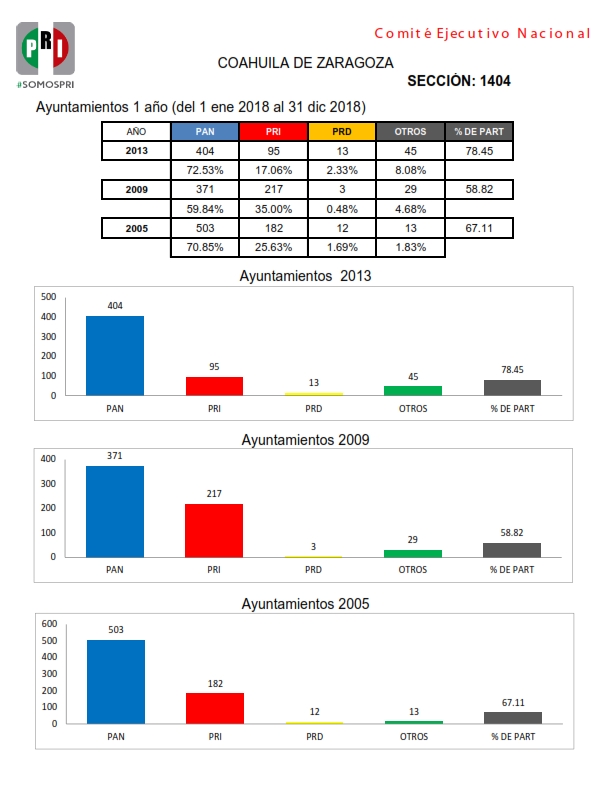 Comité Ejecutivo Nacional
PRI
#SOMOSPRI
COAHUILA DE ZARAGOZA
SECCIÓN: 1404
Ayuntamientos 1 año (del 1 ene 2018 al 31 dic 2018)
AÑO PAN PRI PRD OTROS % DE PART
2013 404 95 13 45 78.45
72.53% 17.06% 2.33% 8.08%
2009 371 217 3 29 58.82
59.84% 35.00% 0.48% 4.68%
2005 503 182 12 13 67.11
70.85% 25.63% 1.69% 1.83%
Ayuntamientos 2013
500
404
400
300
200
95
78.45
100
13
45
0
PAN PRI PRD OTROS % DE PART
Ayuntamientos 2009
400
371
300
217
200
100
58.82
29
3
0
PAN PRI PRD OTROS % DE PART
Ayuntamientos 2005
600
503
500
400
300
182
200
67.11
100
12
13
0
PAN PRI PRD OTROS % DE PART